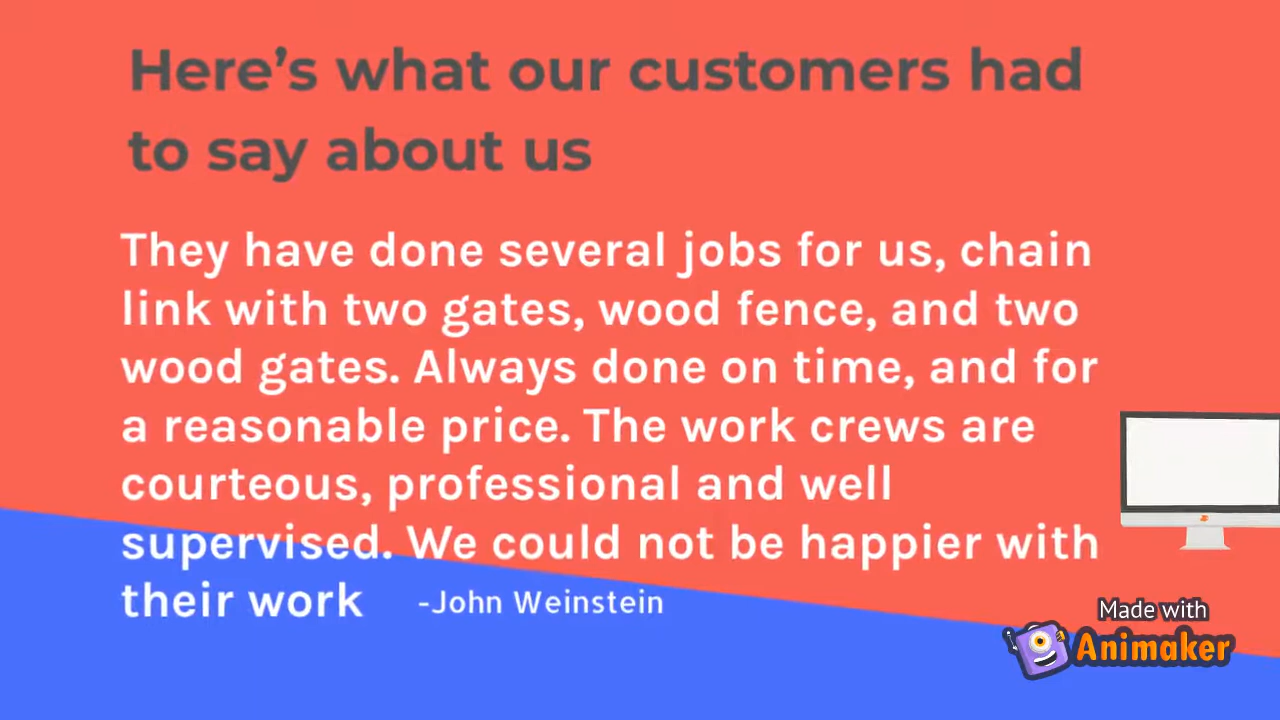 Here’s what our customers had
to say about us
They have done several jobs for us, chain
link with two gates, wood fence, and two
wood gates. Always done on time, and for
a reasonable price. The work crews are
courteous, professional and well
supervised. We could not be happier with
their work -John Weinstein
Made with
Animaker